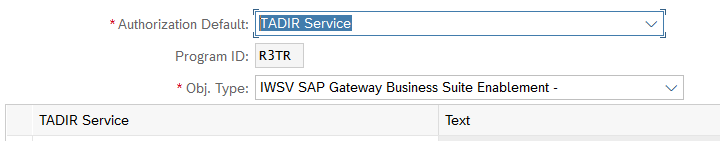 * Authorization Default: TADIR Service
Program ID: R3TR
* Obj. Type: IWSV SAP Gateway Business Suite Enablement -
TADIR Service Text